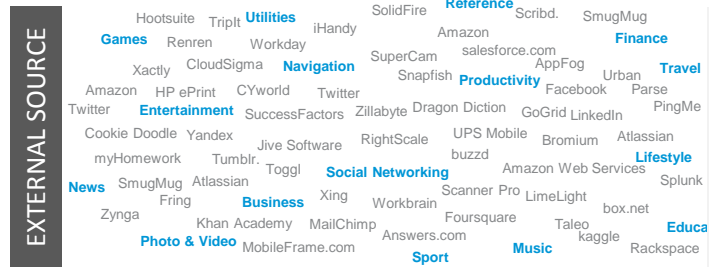 EXTERNAL SOURCE
Reference
Hootsuite TripIt Utilities iHandy SolidFire Scribd. SmugMug
Games Renren Workday Amazon Finance
Xactly CloudSigma Navigation SuperCam salesforce.com AppFog
Snapfish Productivity Urban Travel
Amazon HP ePrint CYworld Twitter Facebook Parse
Twitter Entertainment SuccessFactors Zillabyte Dragon Diction GoGrid LinkedIn PingMe
Cookie Doodle Yandex Jive Software RightScale UPS Mobile Bromium Atlassian
myHomework Tumblr. Toggl Social Networking buzzd Amazon Web Services Lifestyle
News SmugMug Atlassian Scanner Pro Splunk
Fring Business Xing Workbrain LimeLight box.net
Zynga Khan Academy MailChimp Foursquare Taleo Educa
Photo & Video MobileFrame.com Answers.com kaggle
Sport Music Rackspace